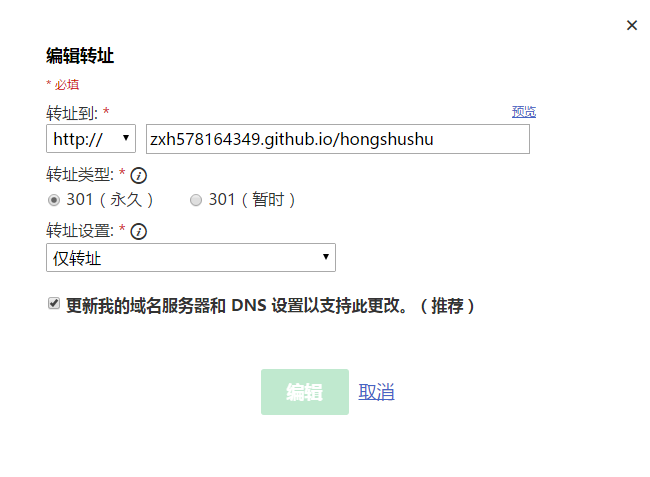 ×
编辑转址
* 必填
转址到: * 预览
http:// zxh578164349.github.io/hongshushu
转址类型: * i
301（永久） 301（暂时）
转址设置: * i
仅转址
更新我的域名服务器和 DNS 设置以支持此更改。（推荐）
编辑 取消